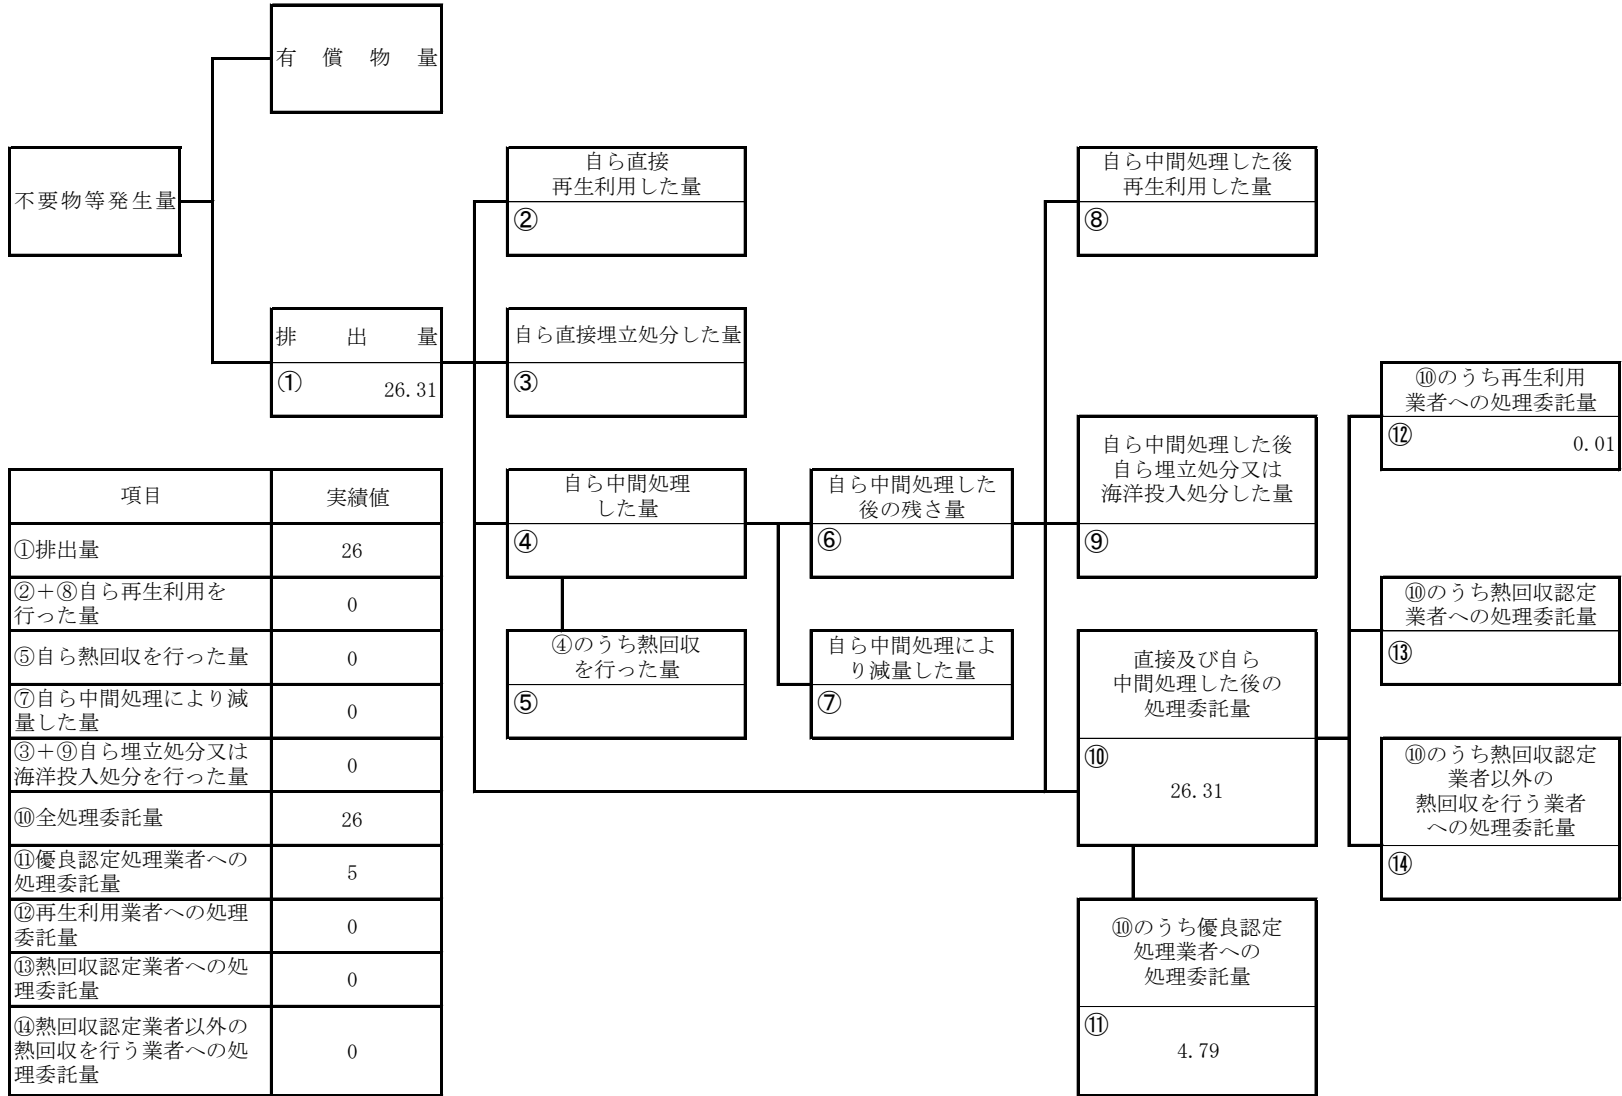 有償物量
不要物等発生量
排出量
①
26.31
自ら直接
再生利用した量
②
自ら直接埋立処分した量
③
自ら中間処理
した量
④
④のうち熱回収
を行った量
⑤
自ら中間処理した
後の残さ量
⑥
自ら中間処理によ
り減量した量
⑦
自ら中間処理した後
再生利用した量
⑧
自ら中間処理した後
自ら埋立処分又は
海洋投入処分した量
⑨
直接及び自ら
中間処理した後の
処理委託量
⑩
26.31
⑩のうち優良認定
処理業者への
処理委託量
⑪
4.79
⑩のうち再生利用
業者への処理委託量
⑫
0.01
⑩のうち熱回収認定
業者への処理委託量
⑬
⑩のうち熱回収認定
業者以外の
熱回収を行う業者
への処理委託量
⑭
項目 実績値
①排出量 26
②＋⑧自ら再生利用を
行った量 0
⑤自ら熱回収を行った量 0
⑦自ら中間処理により減
量した量 0
③＋⑨自ら埋立処分又は
海洋投入処分を行った量 0
⑩全処理委託量 26
⑪優良認定処理業者への
処理委託量 5
⑫再生利用業者への処理
委託量 0
⑬熱回収認定業者への処
理委託量 0
⑭熱回収認定業者以外の
熱回収を行う業者への処
理委託量 0